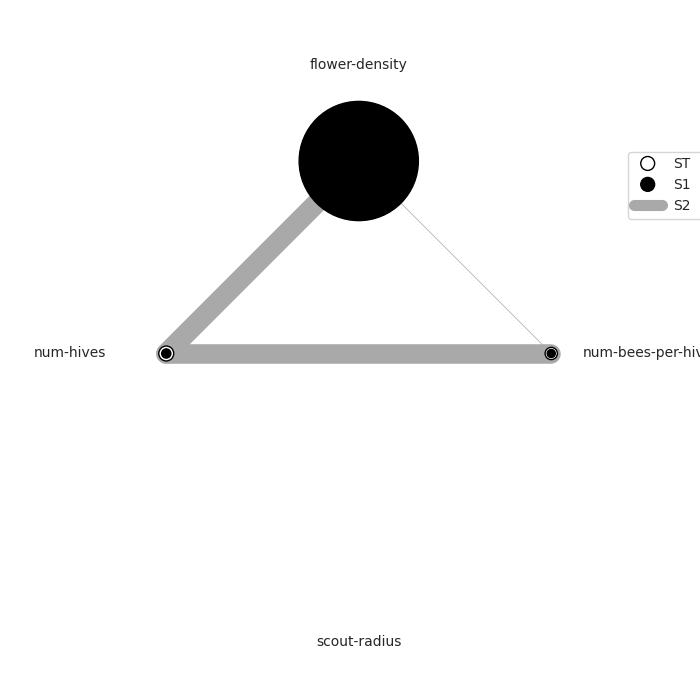 flower-density
ST
S1
S2
num-hives
num-bees-per-hiv
scout-radius